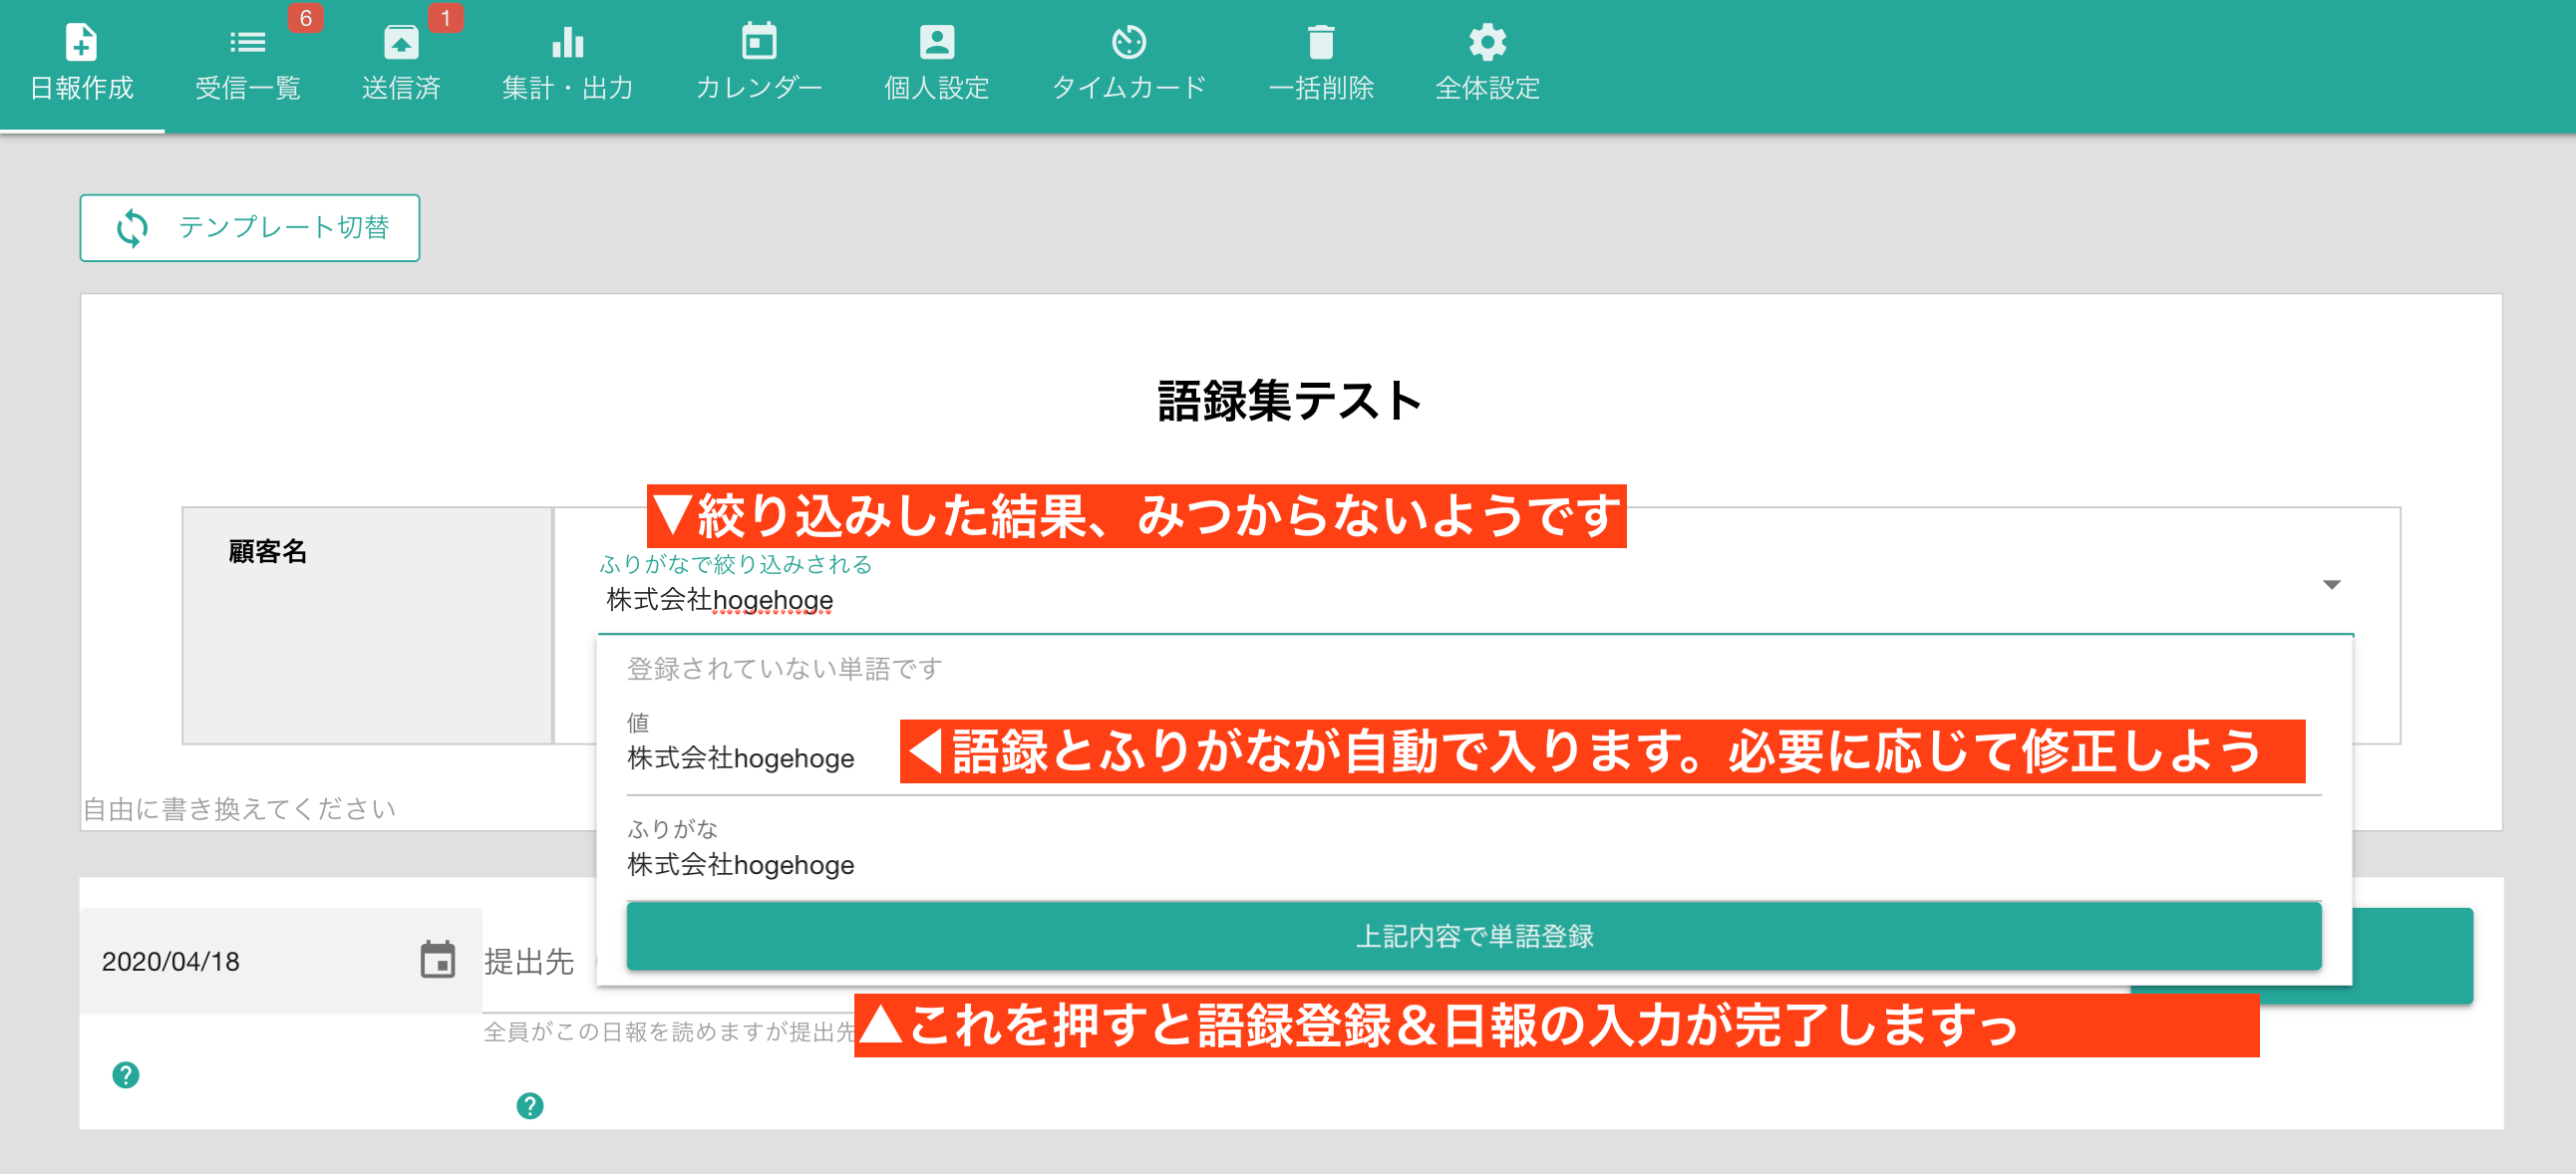 6
1
日報作成
受信一覧
送信済
集計・出力
カレンダー
個人設定
タイムカード
一括削除
全体設定
テンプレート切替
語録集テスト
▼絞り込みした結果、みつからないようです
顧客名
ふりがなで絞り込みされる
株式会社hogehoge
登録されていない単語です
値
株式会社hogehoge
◀語録とふりがなが自動で入ります。必要に応じて修正しよう
自由に書き換えてください
ふりがな
株式会社hogehoge
上記内容で単語登録
2020/04/18
提出先
全員がこの日報を読めますが提出先
▲これを押すと語録登録＆日報の入力が完了しますっ
?
?